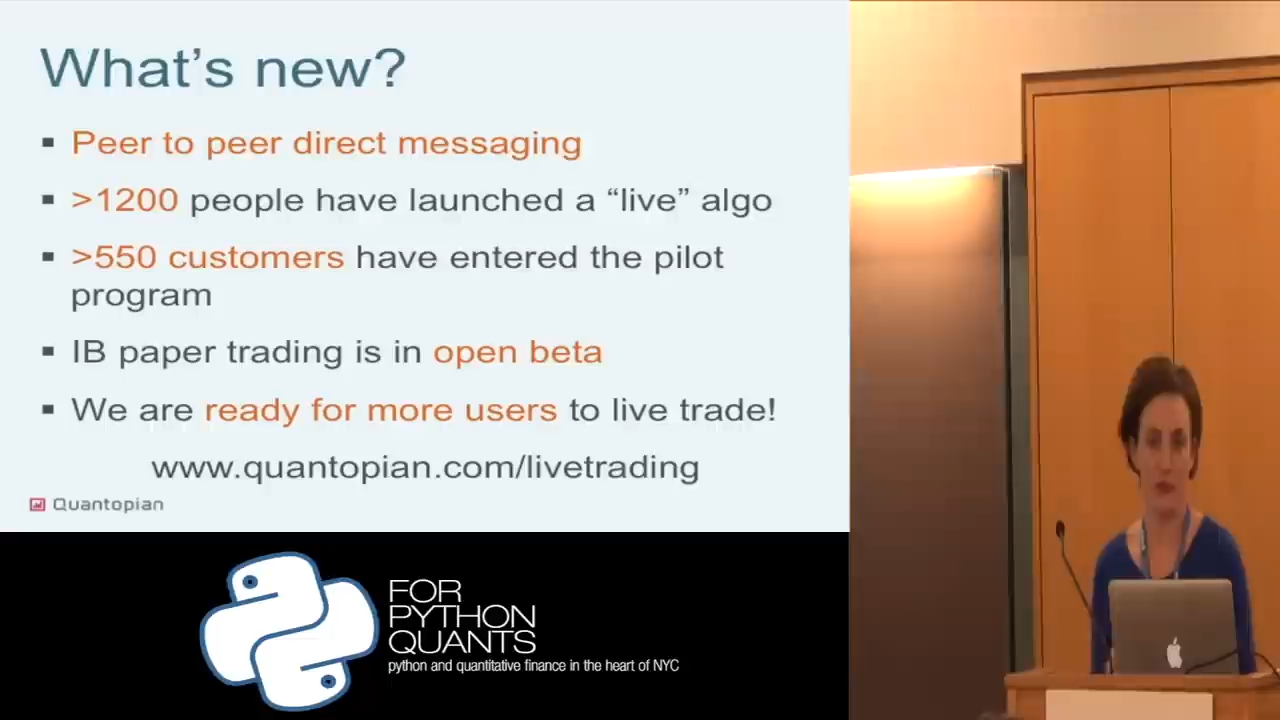 What's new?
▪ Peer to peer direct messaging
▪ >1200 people have launched a “live” algo
▪ >550 customers have entered the pilot
program
▪ IB paper trading is in open beta
▪ We are ready for more users to live trade!
www.quantopian.com/livetrading
Quantopian
FOR
PYTHON
QUANTS
python and quantitative finance in the heart of NYC